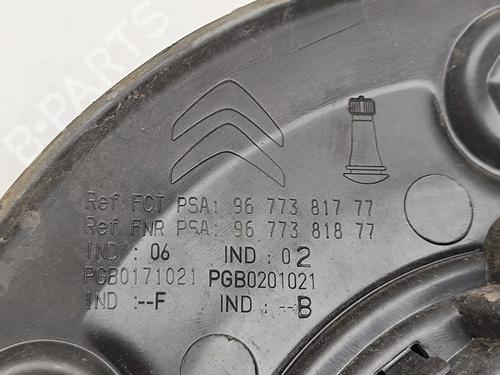 B-PARTS
Ref FCT PSA: 96 773 817 77
Ref FNR PSA: 96 773 818 77
IND : 06 IND : 02
PGB0171021 PGB0201021
IND :--F IND :--B